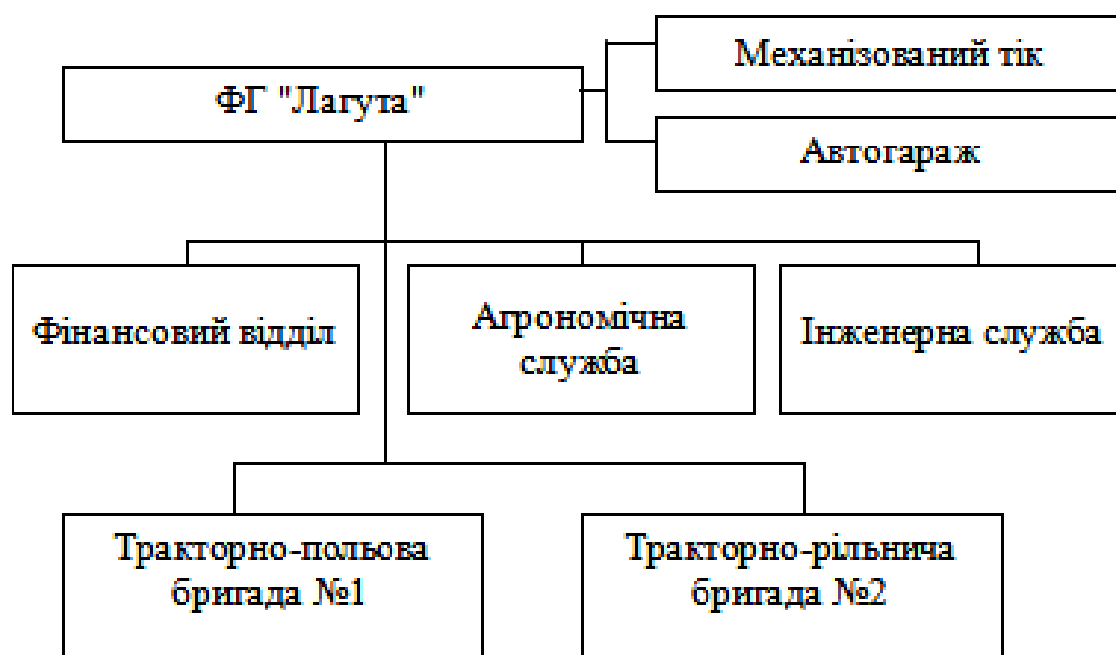 Механізований тік
ФГ "Лагута"
Автогараж
Фінансовий відділ
Агрономічна
служба
Інженерна служба
Тракторно-польова
бригада №1
Тракторно-рільнича
бригада №2